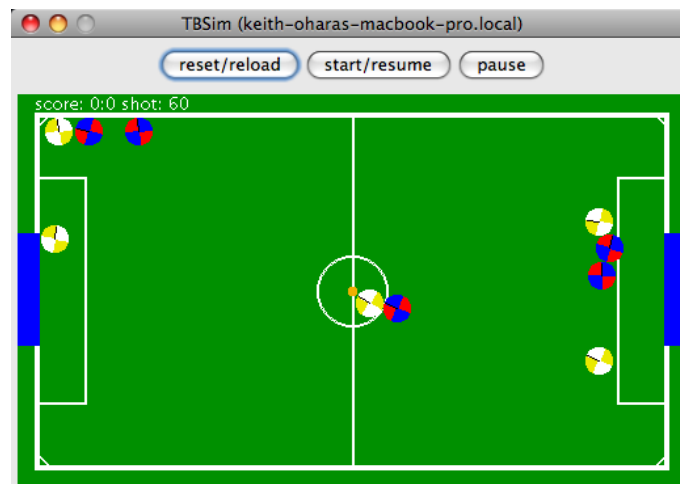 TBSim (keith-oharas-macbook-pro.local)
reset/reload start/resume pause
score: 0:0 shot: 60